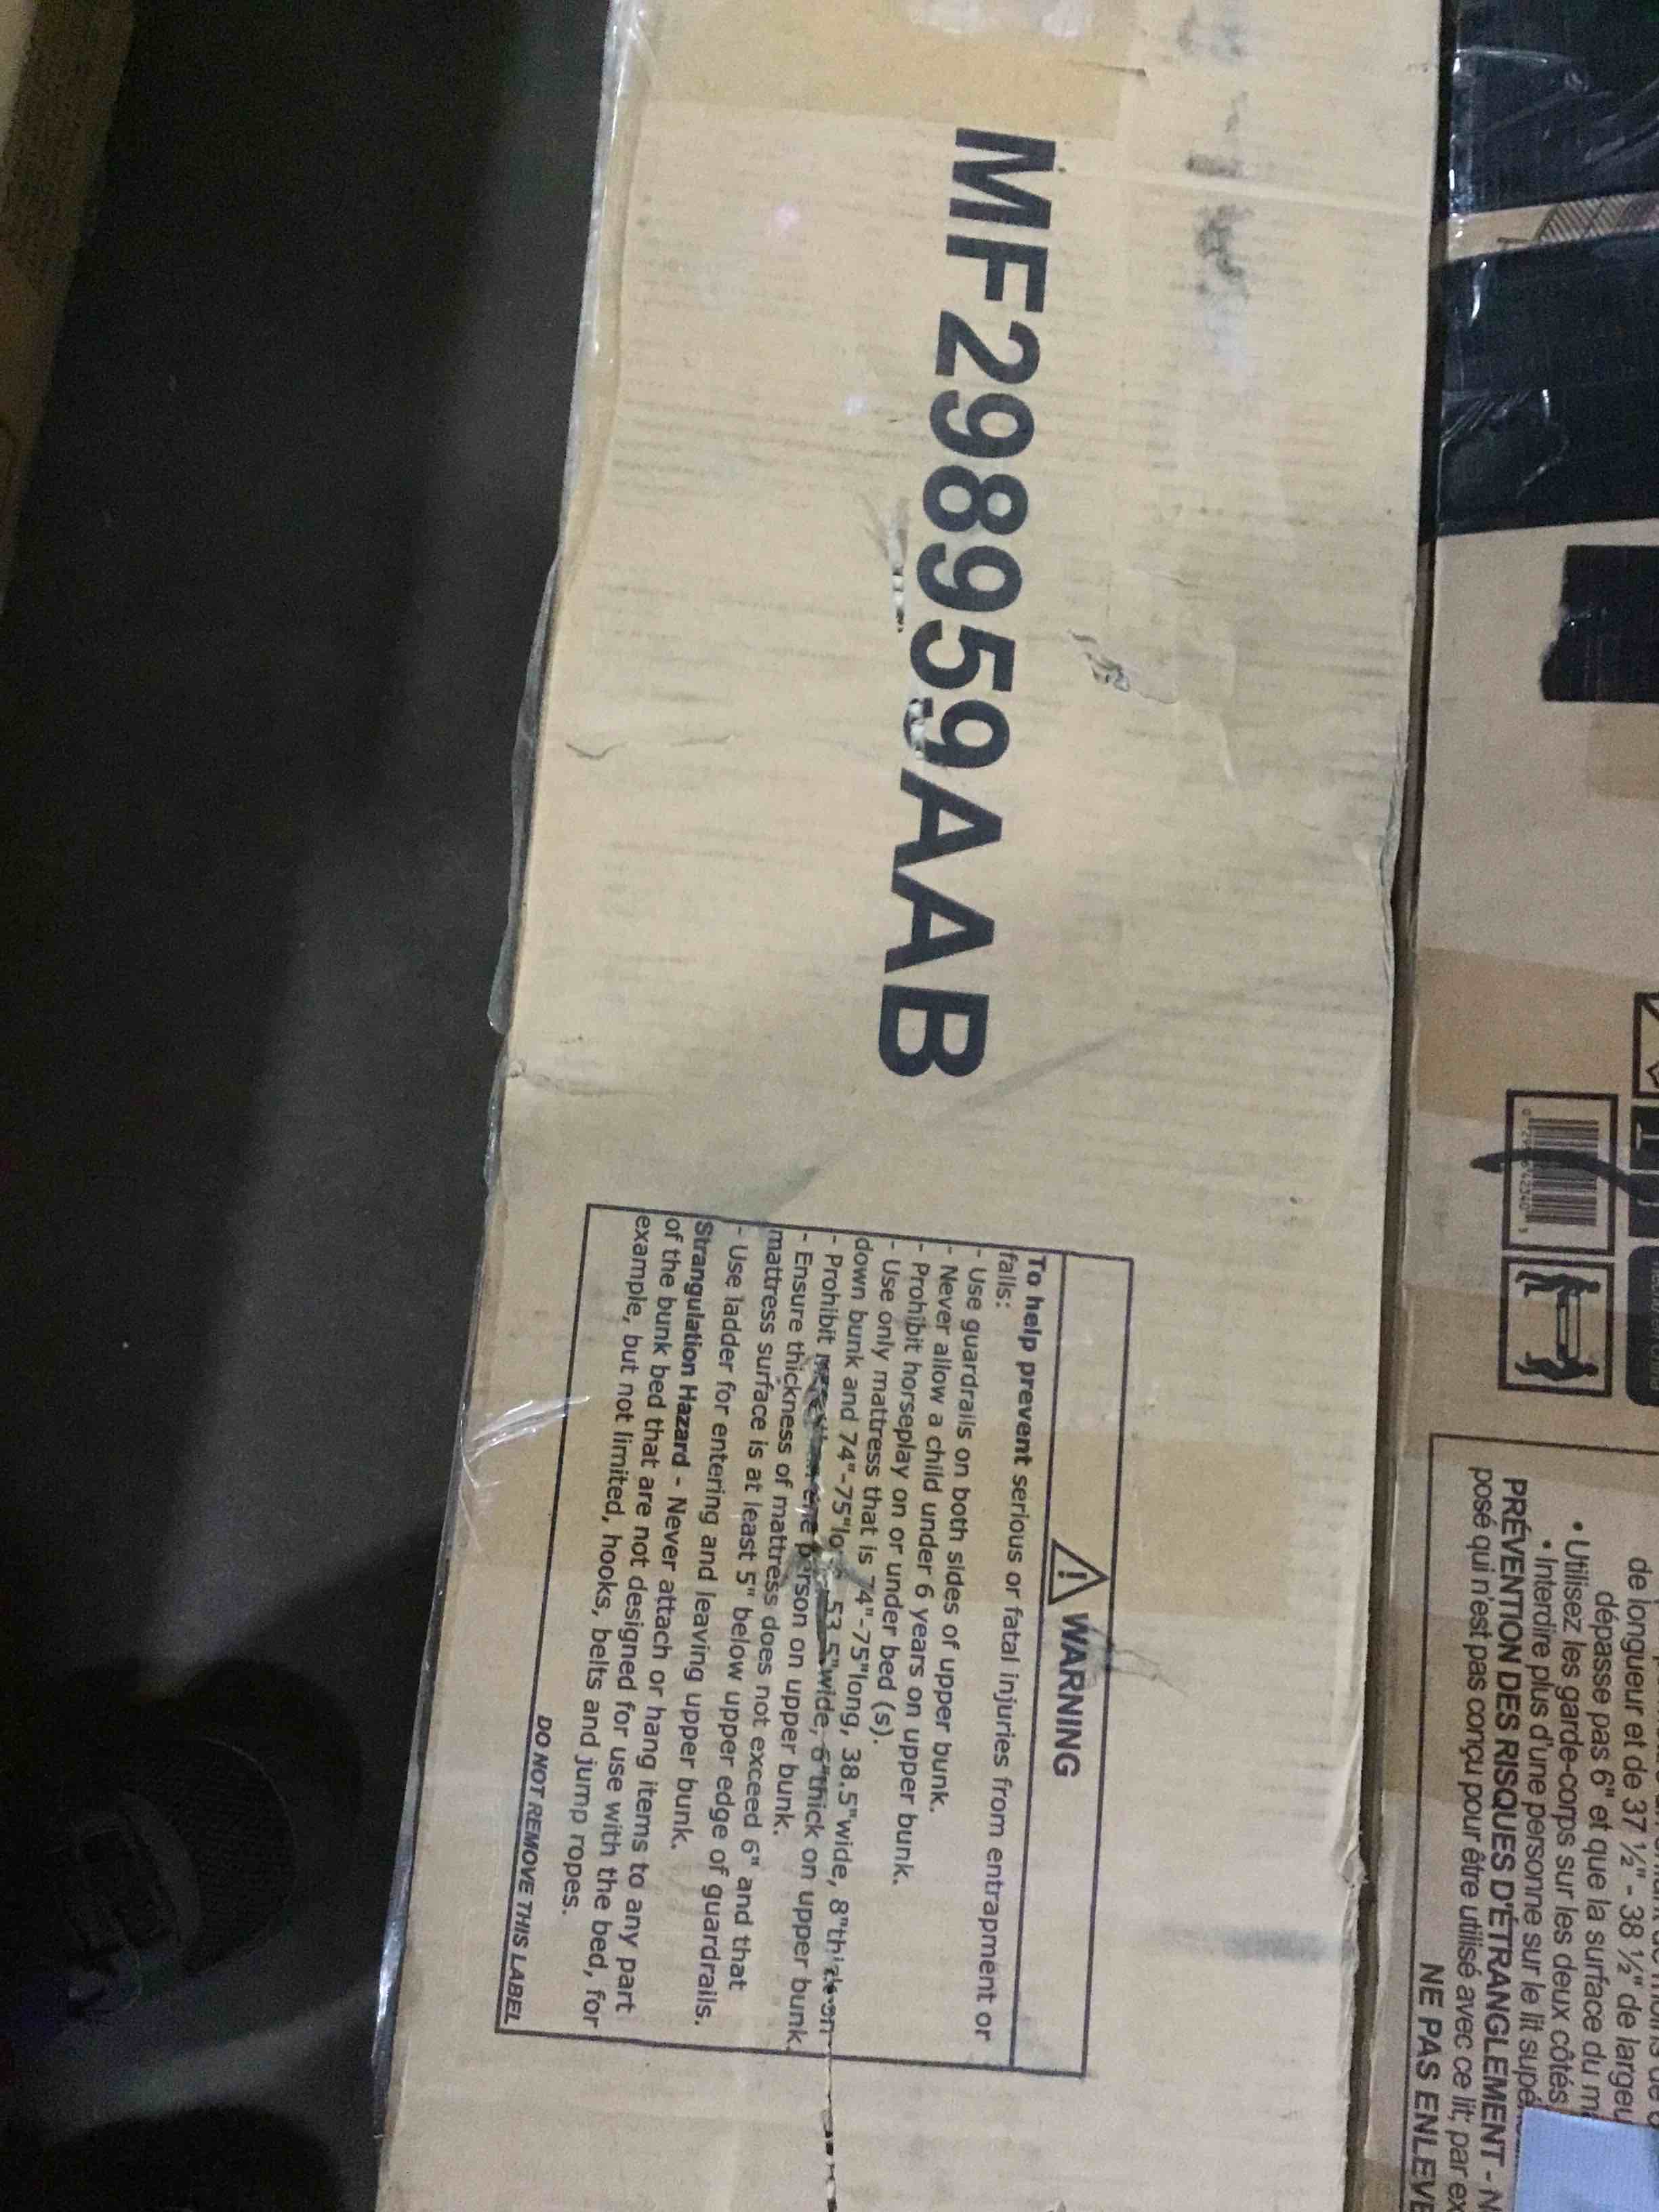 MF298959AAB
WARNING
To help prevent serious or fatal injuries from entrapment or
falls:
- Use guardrails on both sides of upper bunk.
- Never allow a child under 6 years on upper bunk.
- Prohibit horseplay on or under bed (s).
- Use only mattress that is 74"-75"long, 38.5"wide, 8"thick on
down bunk and 74"-75"lo 53.5"wide, 6"thick on upper bunk.
- Prohibit more than one person on upper bunk.
- Ensure thickness of mattress does not exceed 6" and that
mattress surface is at least 5" below upper edge of guardrails.
- Use ladder for entering and leaving upper bunk.
Strangulation Hazard - Never attach or hang items to any part
of the bunk bed that are not designed for use with the bed, for
example, but not limited, hooks, belts and jump ropes.
DO NOT REMOVE THIS LABEL
de longueur et de 37 ½" - 38 ½" de largeu
dépasse pas 6" et que la surface du m
• Utilisez les garde-corps sur les deux côtés
• Interdire plus d'une personne sur le lit supé
PRÉVENTION DES RISQUES D'ÉTRANGLEMENT - N
posé qui n'est pas conçu pour être utilisé avec ce lit; par ex
NE PAS ENLEVE